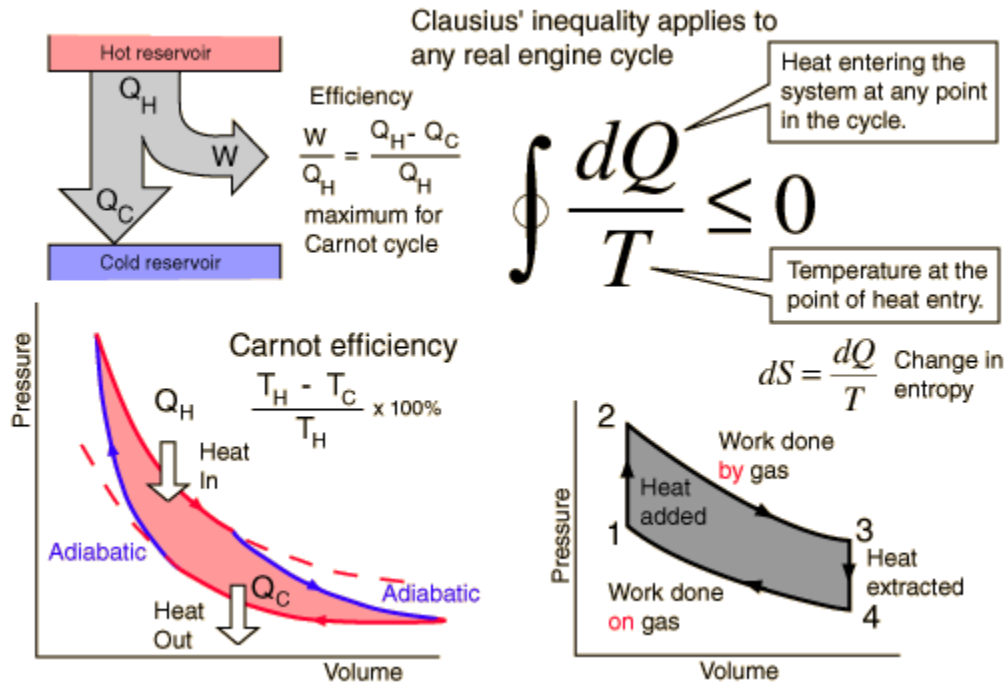 Clausius' inequality applies to
any real engine cycle
Hot reservoir
Q_H
W
Q_C
Cold reservoir
Efficiency
W/Q_H = (Q_H - Q_C)/Q_H
maximum for
Carnot cycle
Heat entering the
system at any point
in the cycle.
∮ dQ/T ≤ 0
Temperature at the
point of heat entry.
dS = dQ/T
Change in
entropy
Pressure
Carnot efficiency
(T_H - T_C)/T_H x 100%
Q_H
Heat
In
Adiabatic
Q_C
Adiabatic
Heat
Out
Volume
Pressure
2
Work done
by gas
Heat
added
1
3
Heat
extracted
Work done
on gas
4
Volume